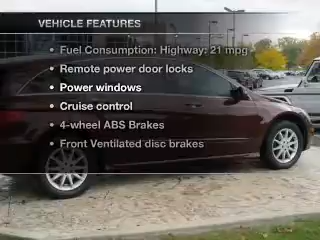 VEHICLE FEATURES
• Fuel Consumption: Highway: 21 mpg
• Remote power door locks
• Power windows
• Cruise control
• 4-wheel ABS Brakes
• Front Ventilated disc brakes